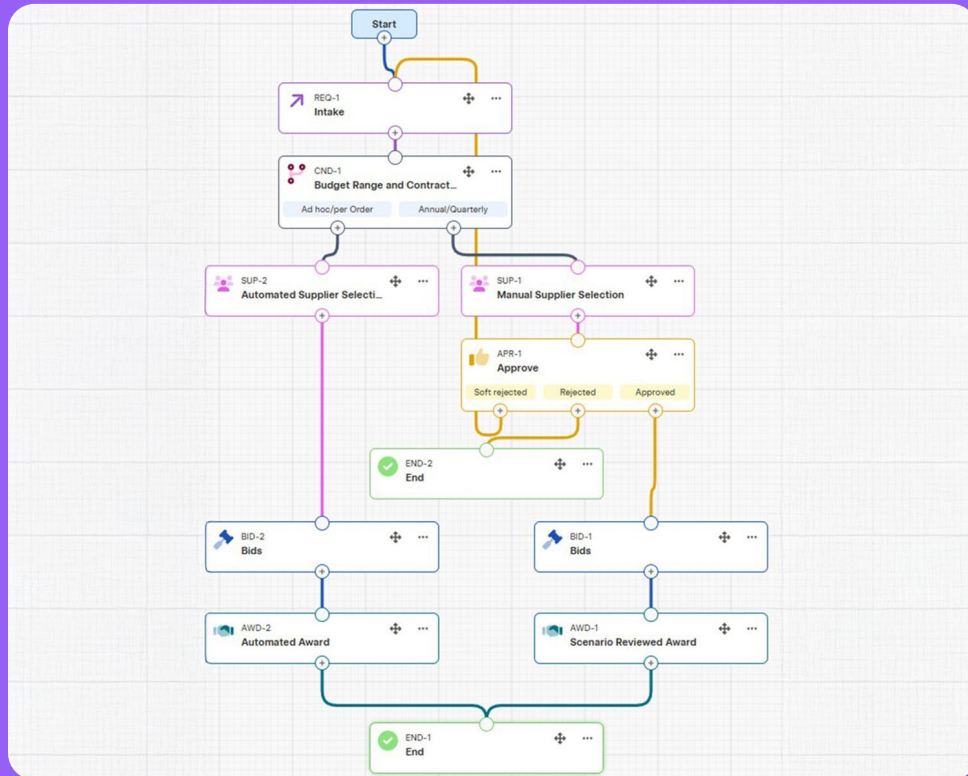 Start
REQ-1
Intake
CND-1
Budget Range and Contract...
Ad hoc/per Order
Annual/Quarterly
SUP-2
Automated Supplier Selecti...
SUP-1
Manual Supplier Selection
APR-1
Approve
Soft rejected
Rejected
Approved
END-2
End
BID-2
Bids
BID-1
Bids
AWD-2
Automated Award
AWD-1
Scenario Reviewed Award
END-1
End